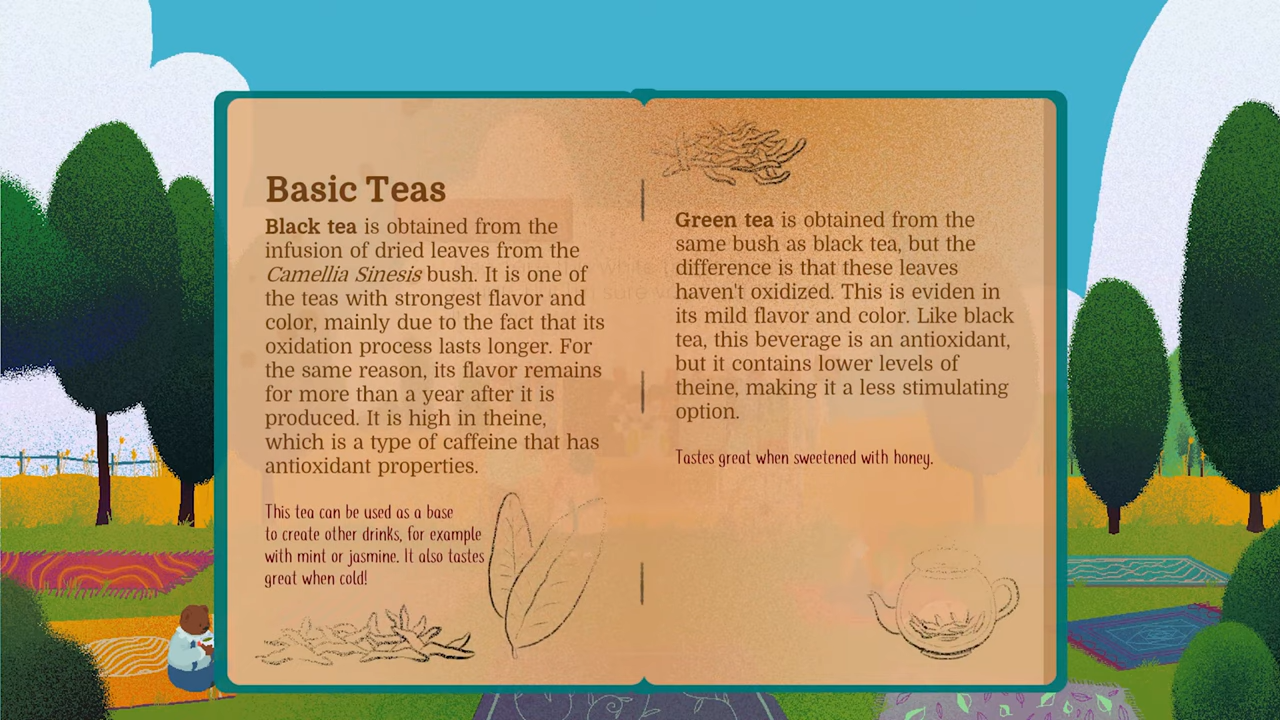 Basic Teas
Black tea is obtained from the
infusion of dried leaves from the
Camellia Sinesis bush. It is one of
the teas with strongest flavor and
color, mainly due to the fact that its
oxidation process lasts longer. For
the same reason, its flavor remains
for more than a year after it is
produced. It is high in theine,
which is a type of caffeine that has
antioxidant properties.
This tea can be used as a base
to create other drinks, for example
with mint or jasmine. It also tastes
great when cold!
Green tea is obtained from the
same bush as black tea, but the
difference is that these leaves
haven't oxidized. This is eviden in
its mild flavor and color. Like black
tea, this beverage is an antioxidant,
but it contains lower levels of
theine, making it a less stimulating
option.
Tastes great when sweetened with honey.